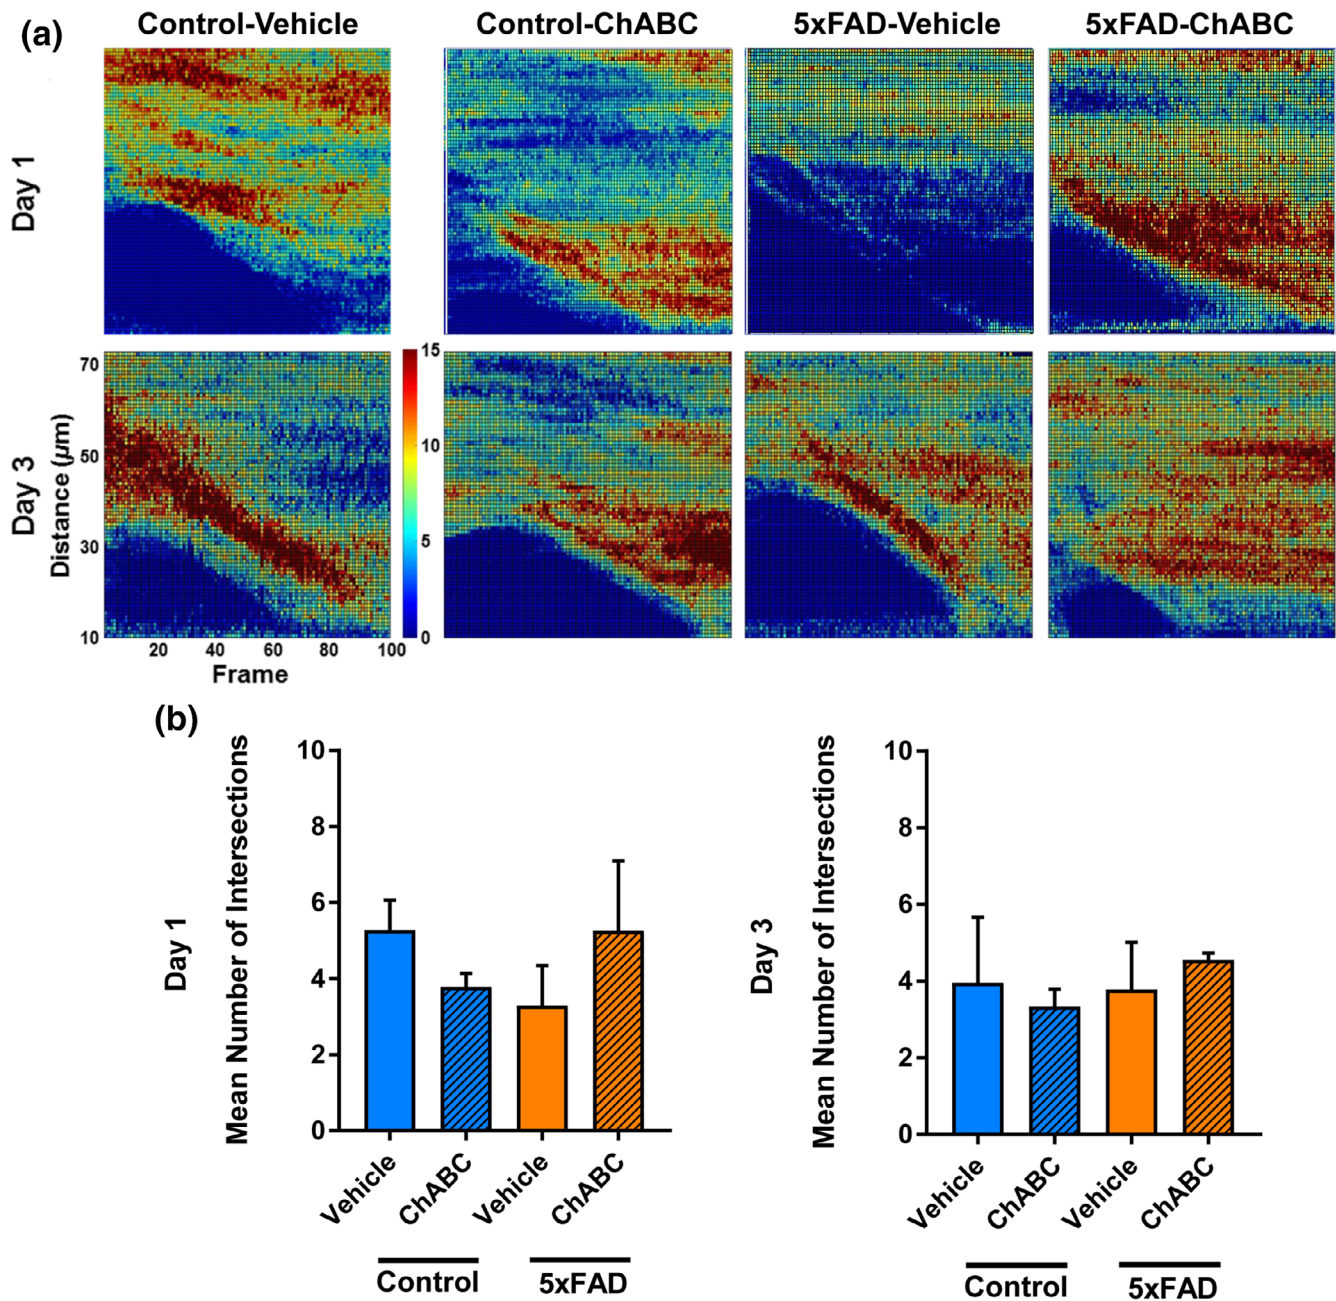 (a)
Control-Vehicle
Control-ChABC
5xFAD-Vehicle
5xFAD-ChABC
Day 1
Day 3
Distance (µm)
70
50
30
10
20
40
60
80
100
Frame
15
10
5
0
(b)
Day 1
Mean Number of Intersections
10
8
6
4
2
0
Vehicle
ChABC
Vehicle
ChABC
Control
5xFAD
Day 3
Mean Number of Intersections
10
8
6
4
2
0
Vehicle
ChABC
Vehicle
ChABC
Control
5xFAD